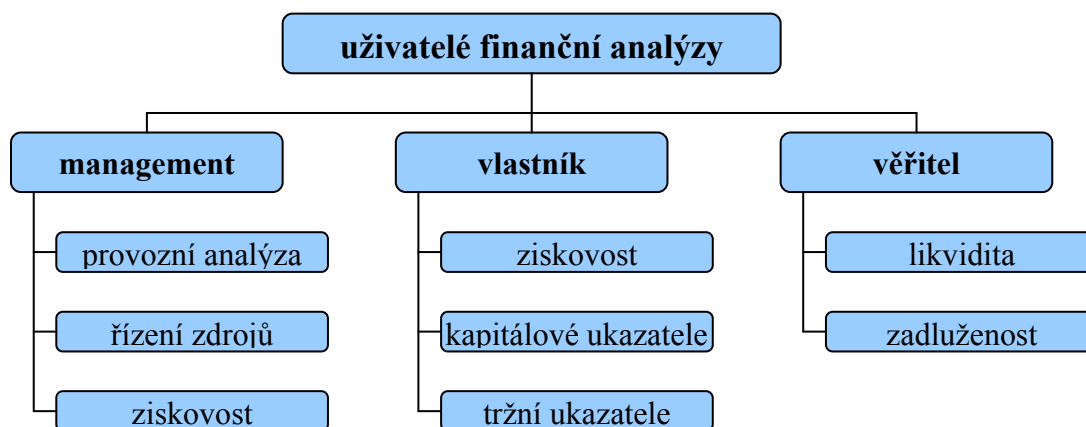 uživatelé finanční analýzy
management
vlastník
věřitel
provozní analýza
ziskovost
likvidita
řízení zdrojů
kapitálové ukazatele
zadluženost
ziskovost
tržní ukazatele